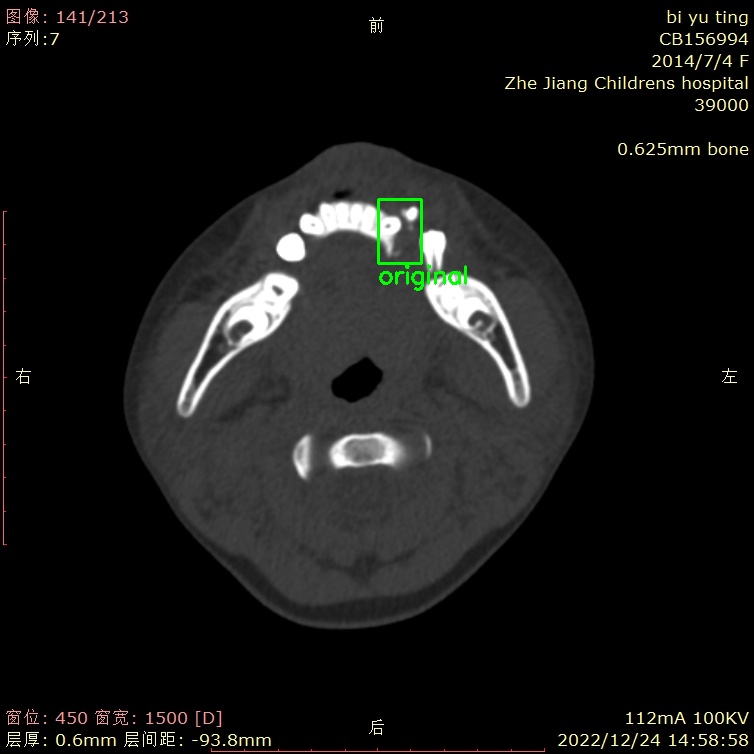 图像: 141/213
序列:7
前
bi yu ting
CB156994
2014/7/4 F
Zhe Jiang Childrens hospital
39000
0.625mm bone
original
右
左
窗位: 450 窗宽: 1500 [D]
层厚: 0.6mm 层间距: -93.8mm
后
112mA 100KV
2022/12/24 14:58:58